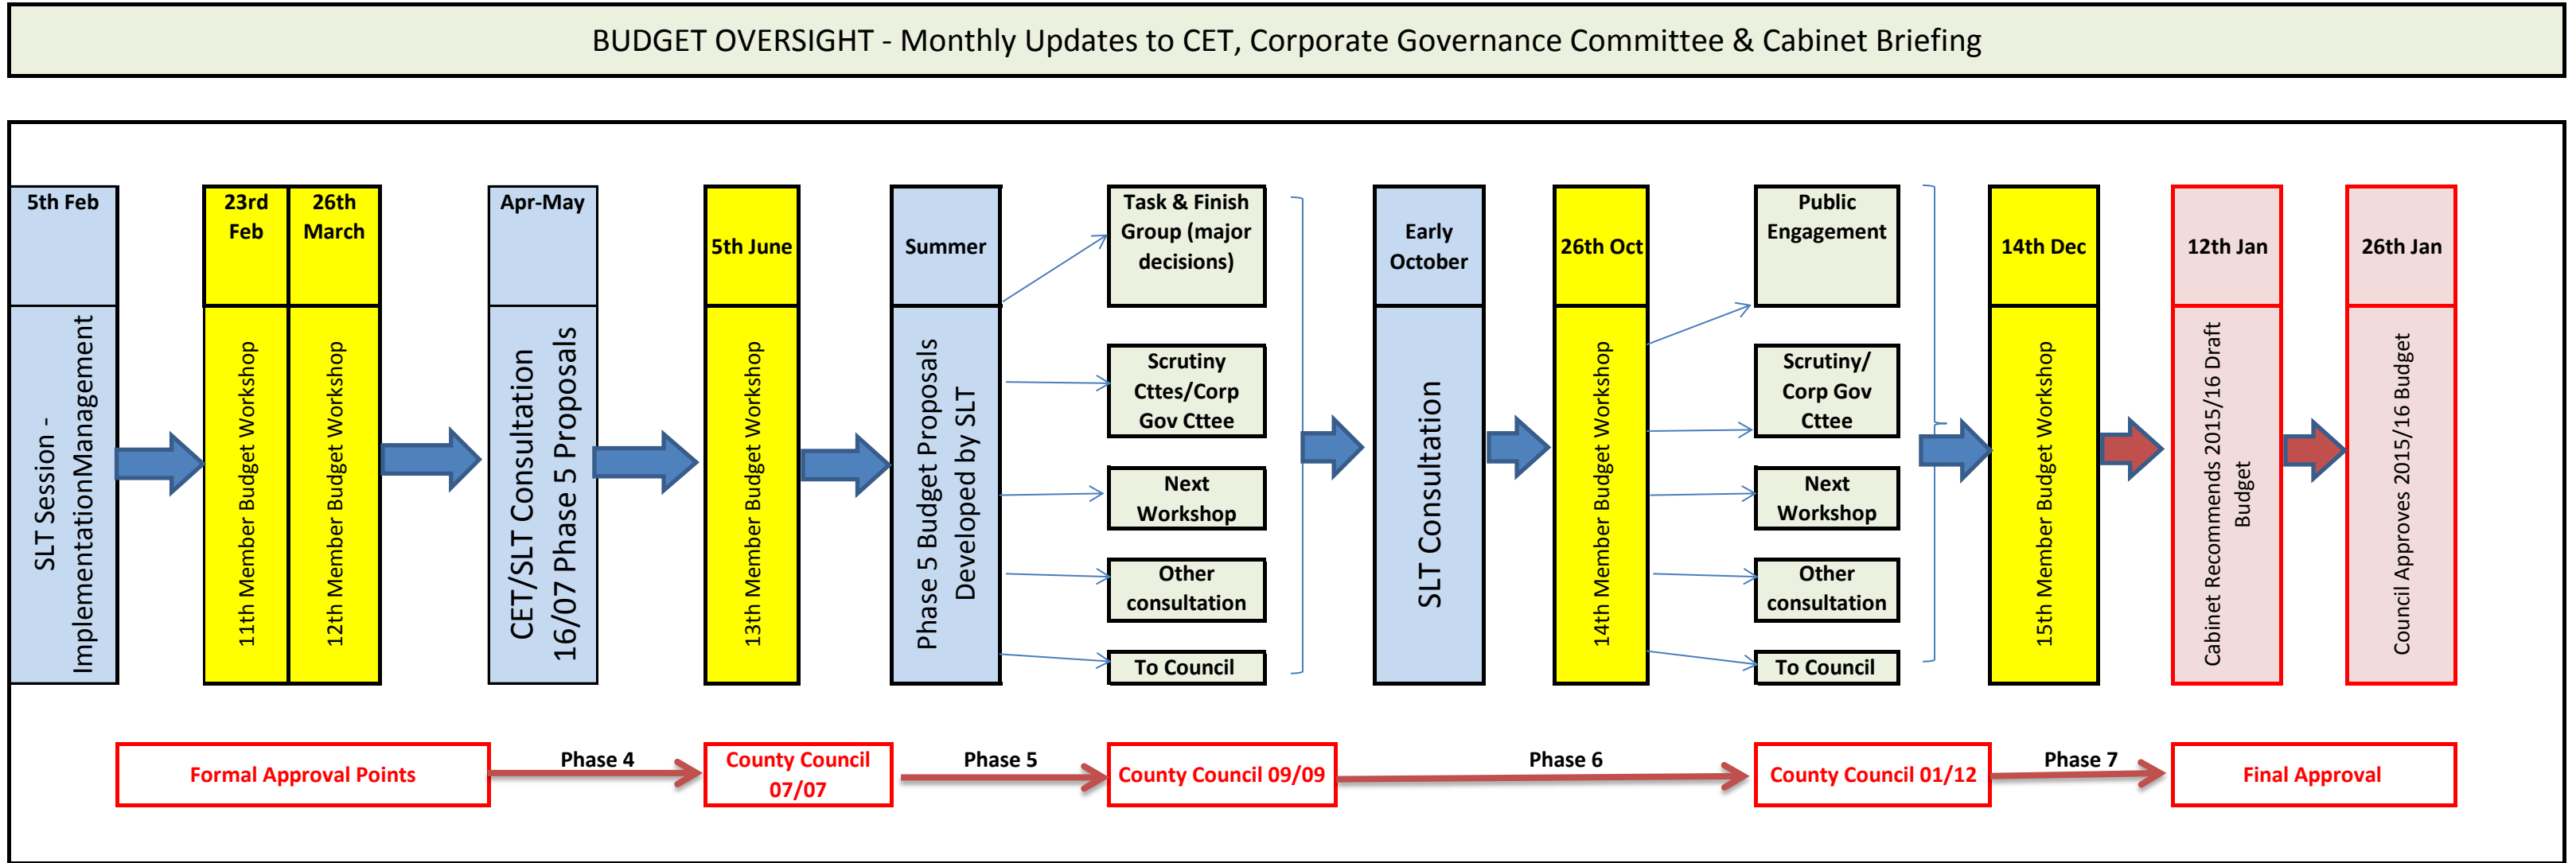 BUDGET OVERSIGHT - Monthly Updates to CET, Corporate Governance Committee & Cabinet Briefing
5th Feb
SLT Session -
ImplementationManagement
23rd
Feb
11th Member Budget Workshop
26th
March
12th Member Budget Workshop
Apr-May
CET/SLT Consultation
16/07 Phase 5 Proposals
5th June
13th Member Budget Workshop
Summer
Phase 5 Budget Proposals
Developed by SLT
Task & Finish
Group (major
decisions)
Scrutiny
Cttes/Corp
Gov Cttee
Next
Workshop
Other
consultation
To Council
Early
October
SLT Consultation
26th Oct
14th Member Budget Workshop
Public
Engagement
Scrutiny/
Corp Gov
Cttee
Next
Workshop
Other
consultation
To Council
14th Dec
15th Member Budget Workshop
12th Jan
Cabinet Recommends 2015/16 Draft
Budget
26th Jan
Council Approves 2015/16 Budget
Formal Approval Points
Phase 4
County Council
07/07
Phase 5
County Council 09/09
Phase 6
County Council 01/12
Phase 7
Final Approval